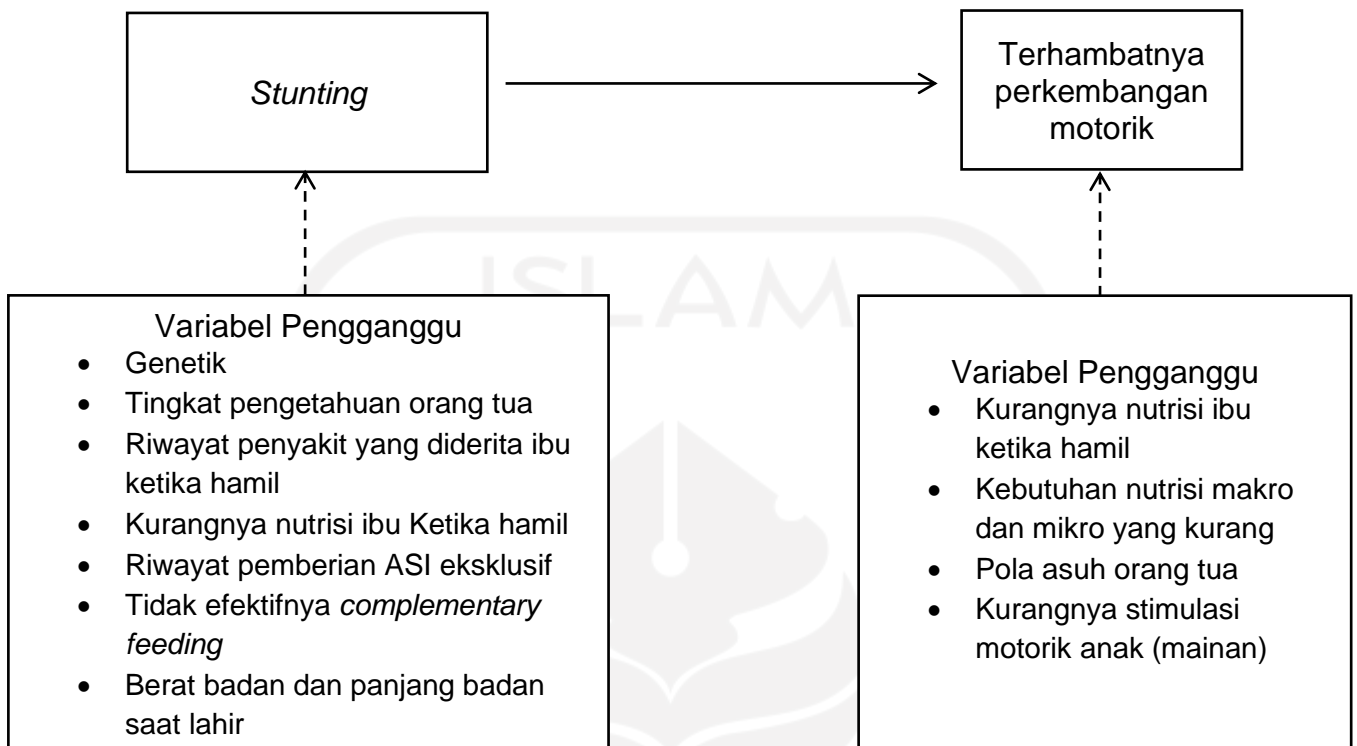 Stunting
Terhambatnya
perkembangan
motorik
ISLAM
Variabel Pengganggu
• Genetik
• Tingkat pengetahuan orang tua
• Riwayat penyakit yang diderita ibu
ketika hamil
• Kurangnya nutrisi ibu Ketika hamil
• Riwayat pemberian ASI eksklusif
• Tidak efektifnya complementary
feeding
• Berat badan dan panjang badan
saat lahir
Variabel Pengganggu
• Kurangnya nutrisi ibu
ketika hamil
• Kebutuhan nutrisi makro
dan mikro yang kurang
• Pola asuh orang tua
• Kurangnya stimulasi
motorik anak (mainan)